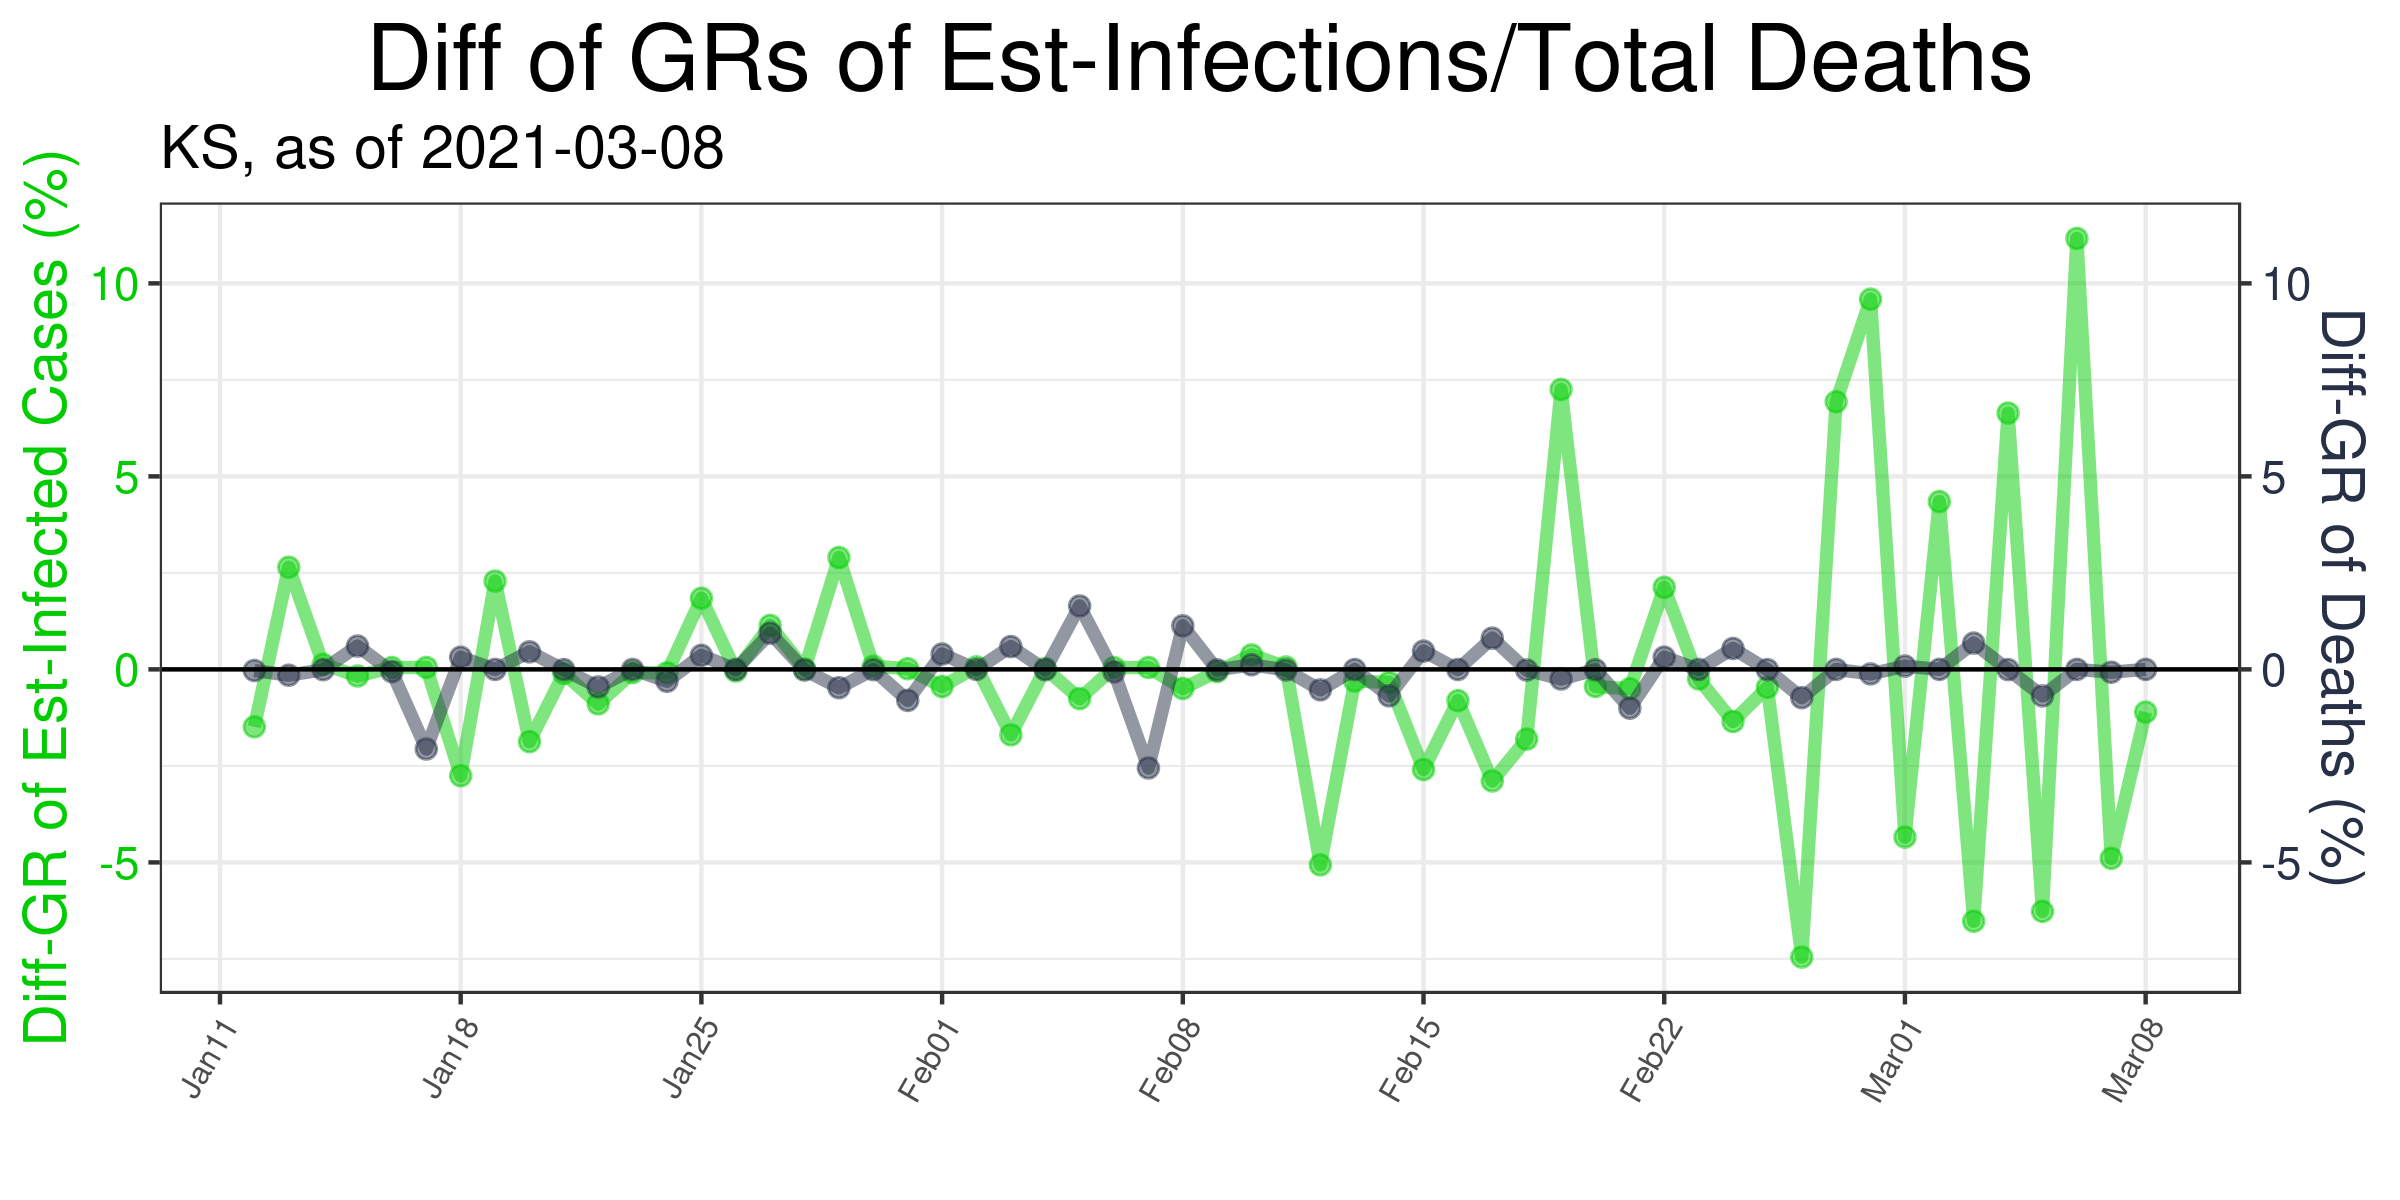 Diff of GRs of Est-Infections/Total Deaths
KS, as of 2021-03-08
Diff-GR of Est-Infected Cases (%)
10
5
0
-5
10
5
0
-5
Diff-GR of Deaths (%)
Jan11
Jan18
Jan25
Feb01
Feb08
Feb15
Feb22
Mar01
Mar08